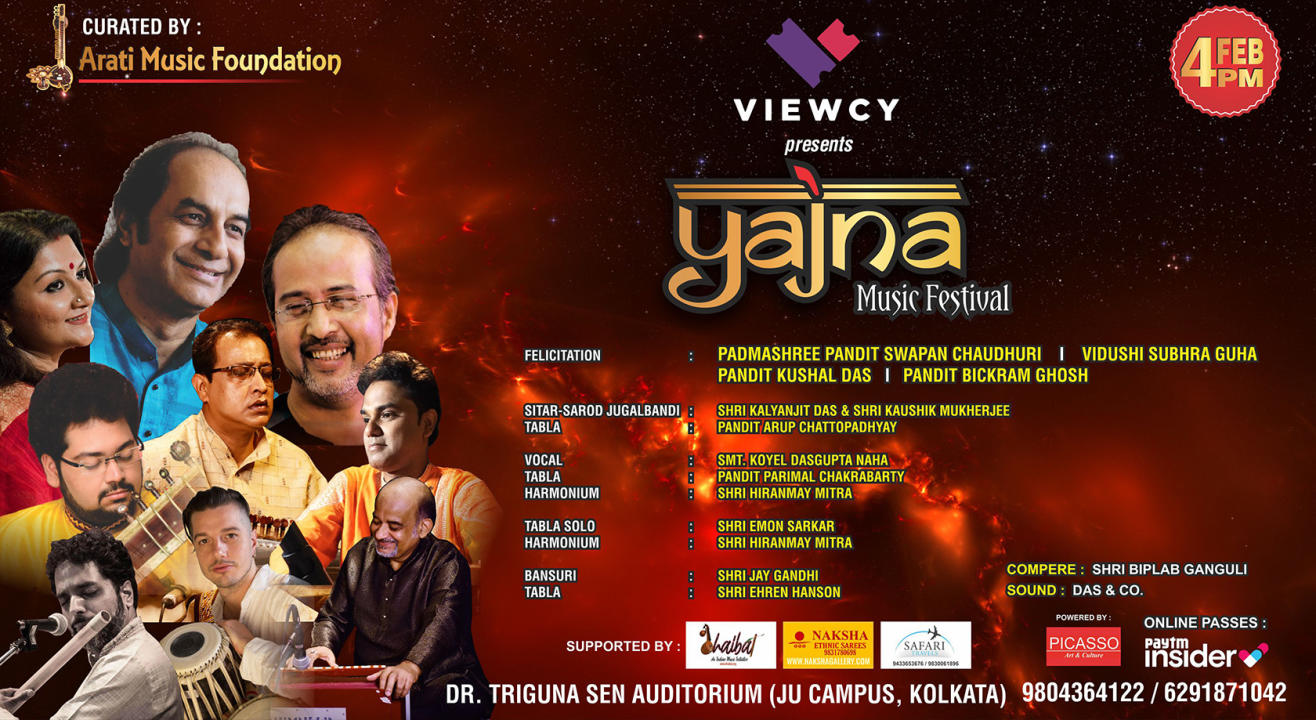 CURATED BY :
Arati Music Foundation
VIEWCY
presents
yajna
Music Festival
4 FEB
PM
FELICITATION : PADMASHREE PANDIT SWAPAN CHAUDHURI I VIDUSHI SUBHRA GUHA
PANDIT KUSHAL DAS I PANDIT BICKRAM GHOSH
SITAR-SAROD JUGALBANDI : SHRI KALYANJIT DAS & SHRI KAUSHIK MUKHERJEE
TABLA : PANDIT ARUP CHATTOPADHYAY
VOCAL : SMT. KOYEL DASGUPTA NAHA
TABLA : PANDIT PARIMAL CHAKRABARTY
HARMONIUM : SHRI HIRANMAY MITRA
TABLA SOLO : SHRI EMON SARKAR
HARMONIUM : SHRI HIRANMAY MITRA
BANSURI : SHRI JAY GANDHI
TABLA : SHRI EHREN HANSON
COMPERE : SHRI BIPLAB GANGULI
SOUND : DAS & CO.
SUPPORTED BY :
NAKSHA
ETHNIC SAREES
9831780698
WWW.NAKSHAGALLERY.COM
SAFARI
TRAVELS
9433653676 / 9830061896
POWERED BY :
PICASSO
Art & Culture
ONLINE PASSES :
paytm
insider
DR. TRIGUNA SEN AUDITORIUM (JU CAMPUS, KOLKATA) 9804364122 / 6291871042